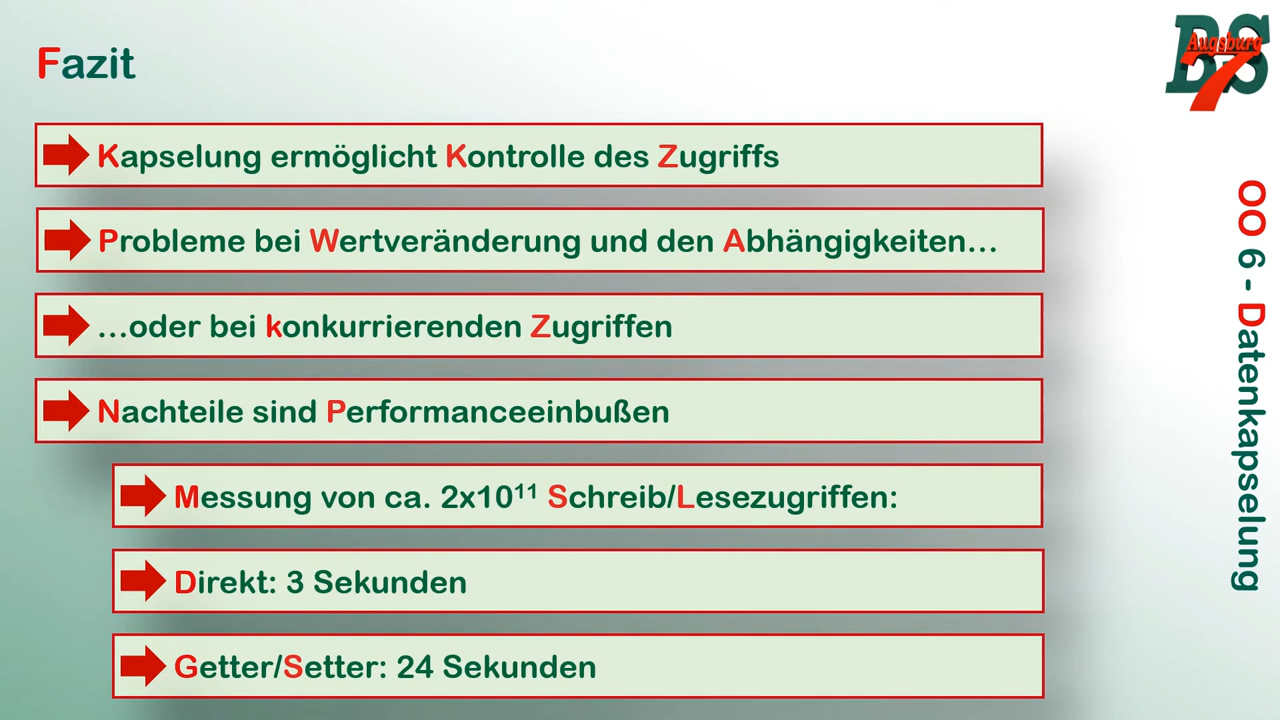 Fazit
Kapselung ermöglicht Kontrolle des Zugriffs
Probleme bei Wertveränderung und den Abhängigkeiten...
...oder bei konkurrierenden Zugriffen
Nachteile sind Performanceeinbußen
Messung von ca. 2x10¹¹ Schreib/Lesezugriffen:
Direkt: 3 Sekunden
Getter/Setter: 24 Sekunden
BS
Augsburg
7
OO 6 - Datenkapselung